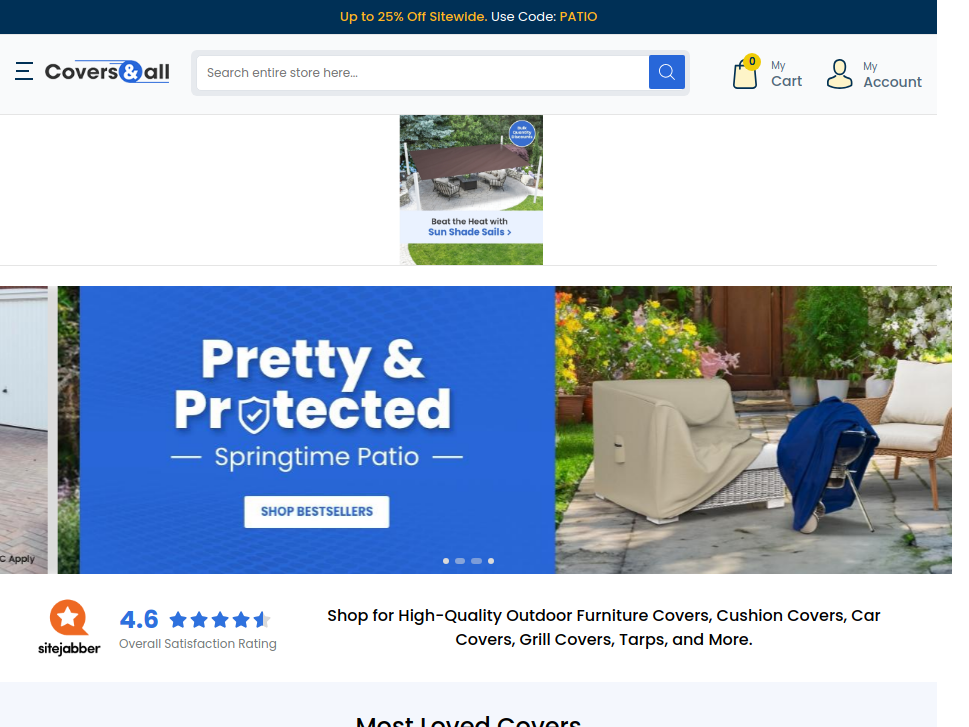 Up to 25% Off Sitewide. Use Code: PATIO
Covers&all
Search entire store here...
0
My
Cart
My
Account
Bulk
Quantity
Discounts
Beat the Heat with
Sun Shade Sails >
Pretty &
Protected
Springtime Patio
SHOP BESTSELLERS
C Apply
sitejabber
4.6
Overall Satisfaction Rating
Shop for High-Quality Outdoor Furniture Covers, Cushion Covers, Car
Covers, Grill Covers, Tarps, and More.
Most Loved Covers